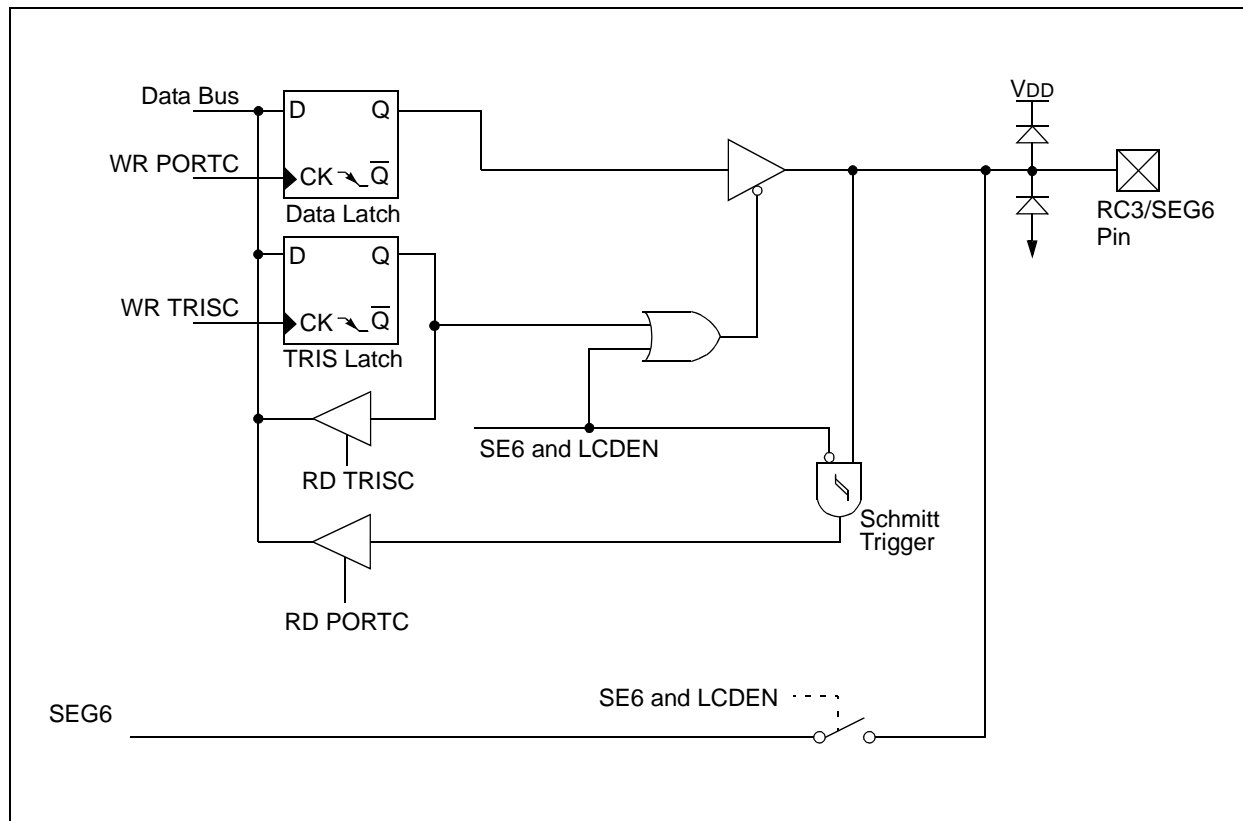 Data Bus
D
Q
VDD
WR PORTC
CK
Q̅
Data Latch
RC3/SEG6
Pin
D
Q
WR TRISC
CK
Q̅
TRIS Latch
SE6 and LCDEN
RD TRISC
Schmitt
Trigger
RD PORTC
SE6 and LCDEN
SEG6